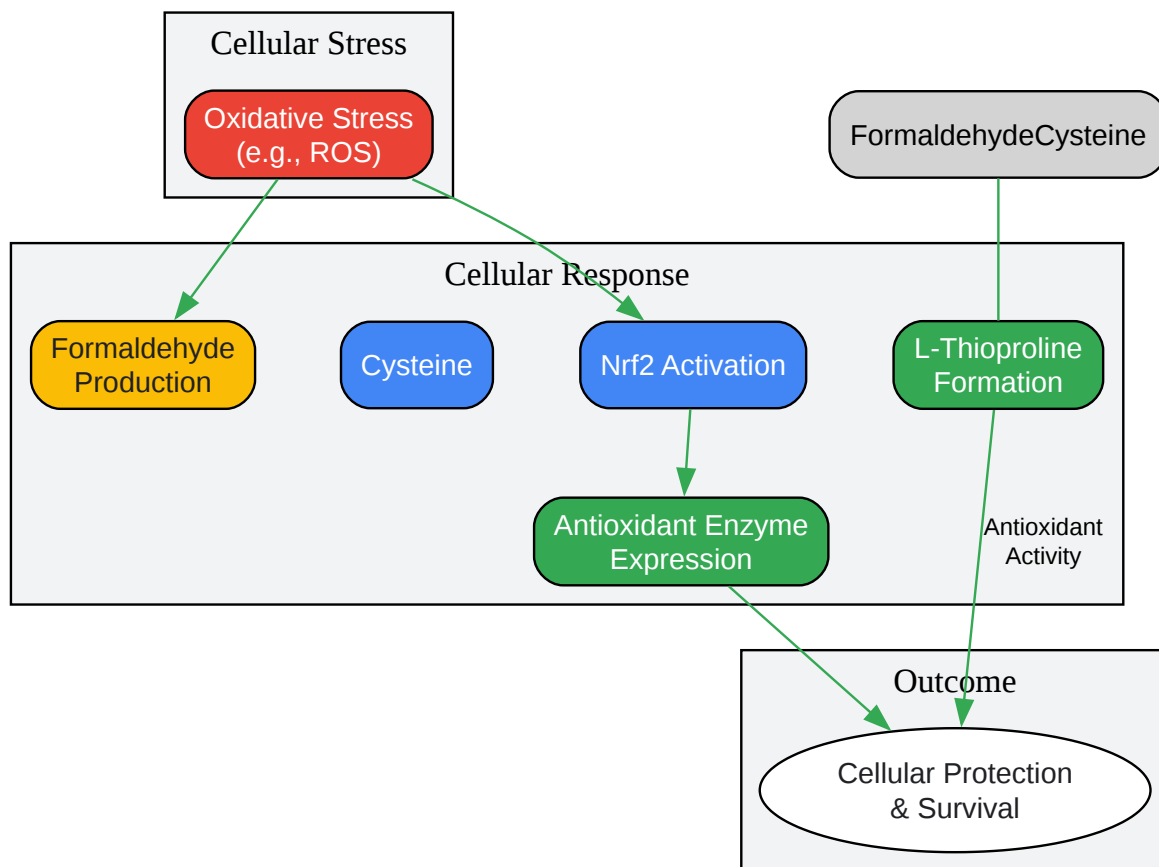 Cellular Stress
Oxidative Stress
(e.g., ROS)
FormaldehydeCysteine
Cellular Response
Formaldehyde
Production
Cysteine
Nrf2 Activation
L-Thioproline
Formation
Antioxidant Enzyme
Expression
Antioxidant
Activity
Outcome
Cellular Protection
& Survival